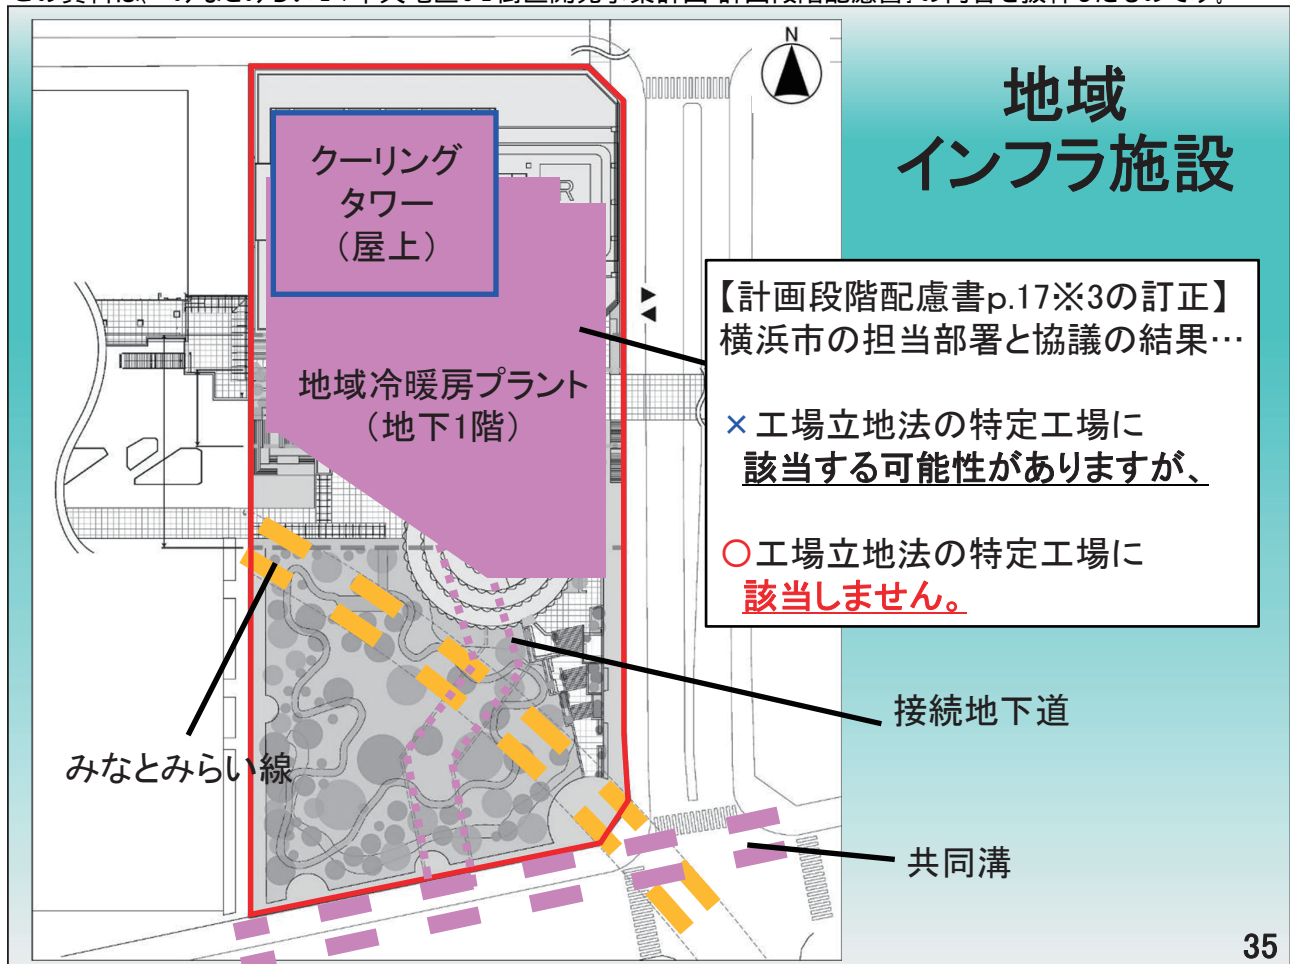 地域
インフラ施設
N
クーリング
タワー
(屋上)
R
地域冷暖房プラント
(地下1階)
【計画段階配慮書p.17※3の訂正】
横浜市の担当部署と協議の結果…
×工場立地法の特定工場に
該当する可能性がありますが、
○工場立地法の特定工場に
該当しません。
接続地下道
みなとみらい線
共同溝
35